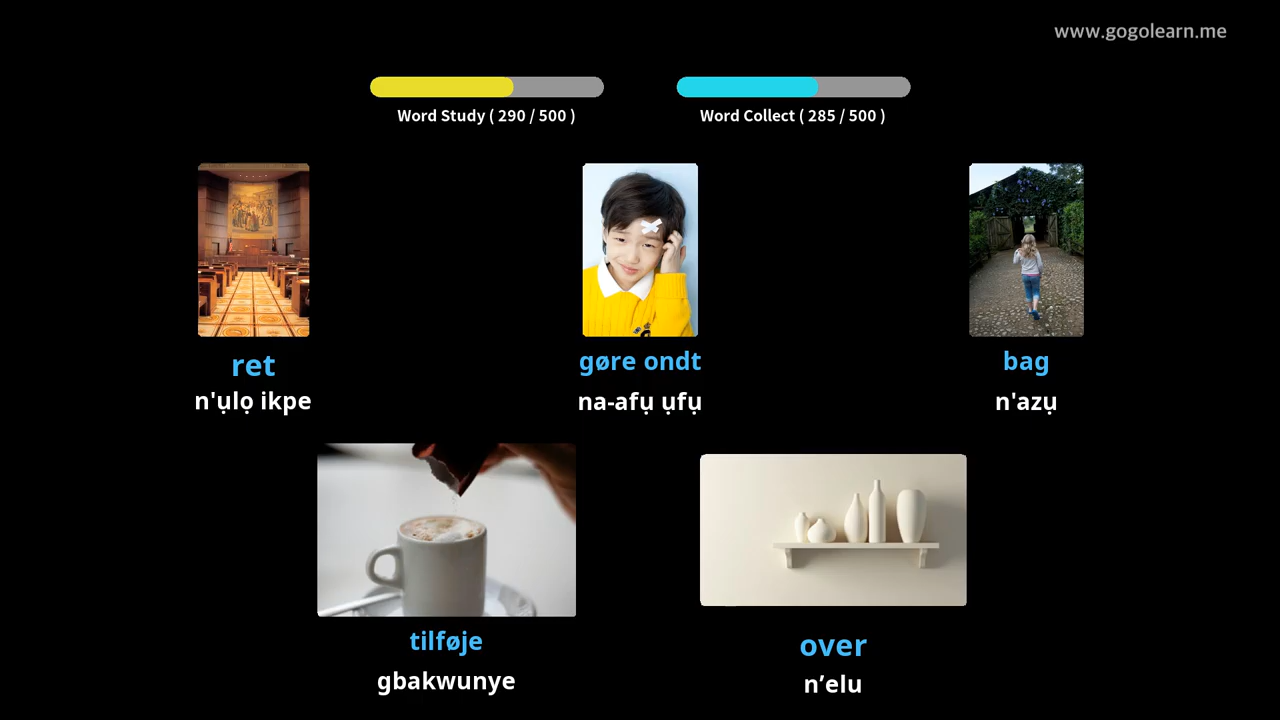 www.gogolearn.me
Word Study ( 290 / 500 )
Word Collect ( 285 / 500 )
ret
n'ụlọ ikpe
gøre ondt
na-afụ ụfụ
bag
n'azụ
tilføje
gbakwunye
over
n’elu